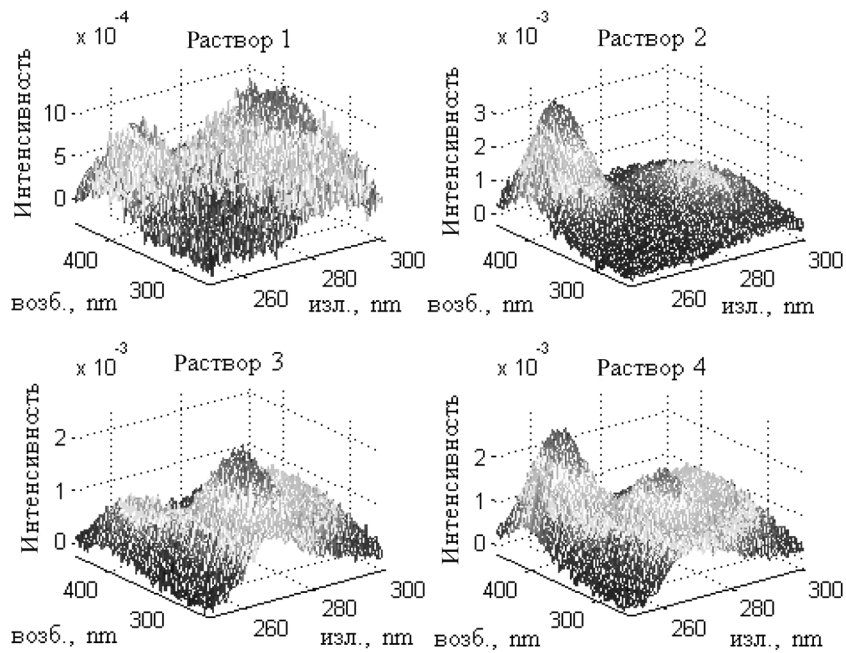 x 10 -4
Раствор 1
Интенсивность
10
5
0
400
300
возб., nm
260
280
300
изл., nm
x 10 -3
Раствор 2
Интенсивность
3
2
1
0
400
300
возб., nm
260
280
300
изл., nm
x 10 -3
Раствор 3
Интенсивность
2
1
0
400
300
возб., nm
260
280
300
изл., nm
x 10 -3
Раствор 4
Интенсивность
2
1
0
400
300
возб., nm
260
280
300
изл., nm